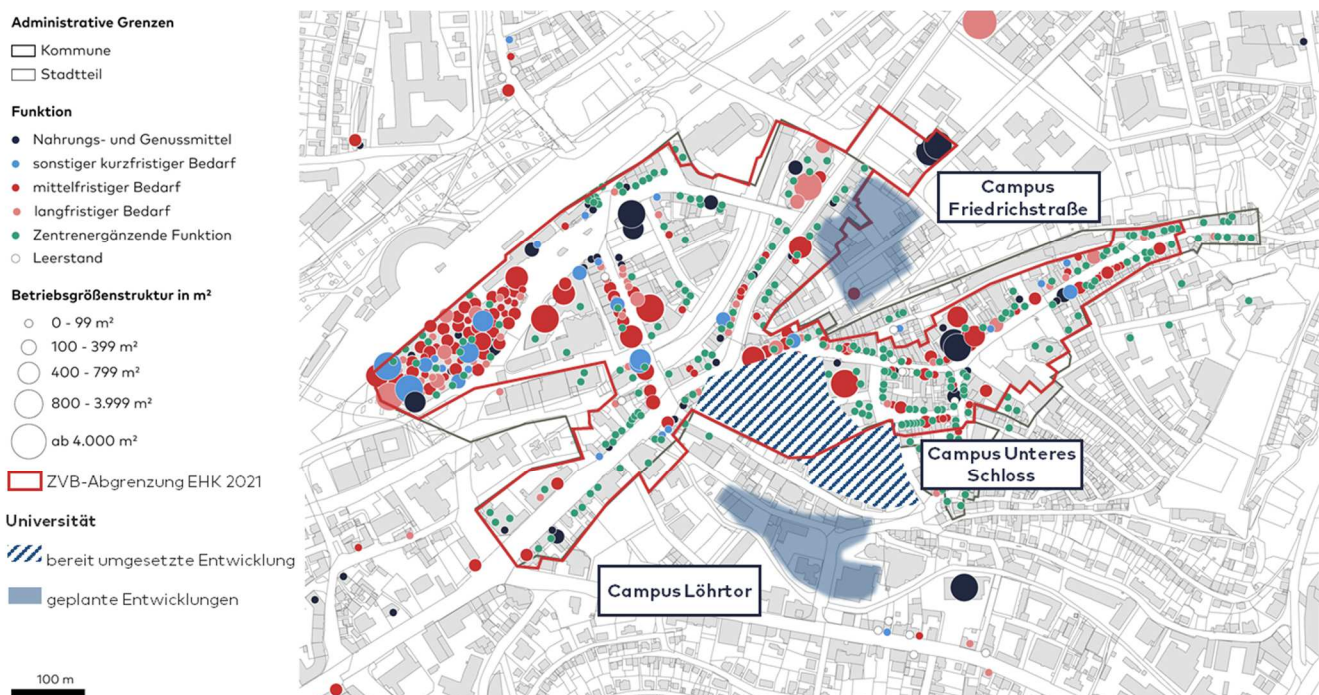 Administrative Grenzen
Kommune
Stadtteil
Funktion
Nahrungs- und Genussmittel
sonstiger kurzfristiger Bedarf
mittelfristiger Bedarf
langfristiger Bedarf
Zentrenergänzende Funktion
Leerstand
Betriebsgrößenstruktur in m²
0 - 99 m²
100 - 399 m²
400 - 799 m²
800 - 3.999 m²
ab 4.000 m²
ZVB-Abgrenzung EHK 2021
Universität
bereit umgesetzte Entwicklung
geplante Entwicklungen
100 m
Campus
Friedrichstraße
Campus Unteres
Schloss
Campus Löhrtor